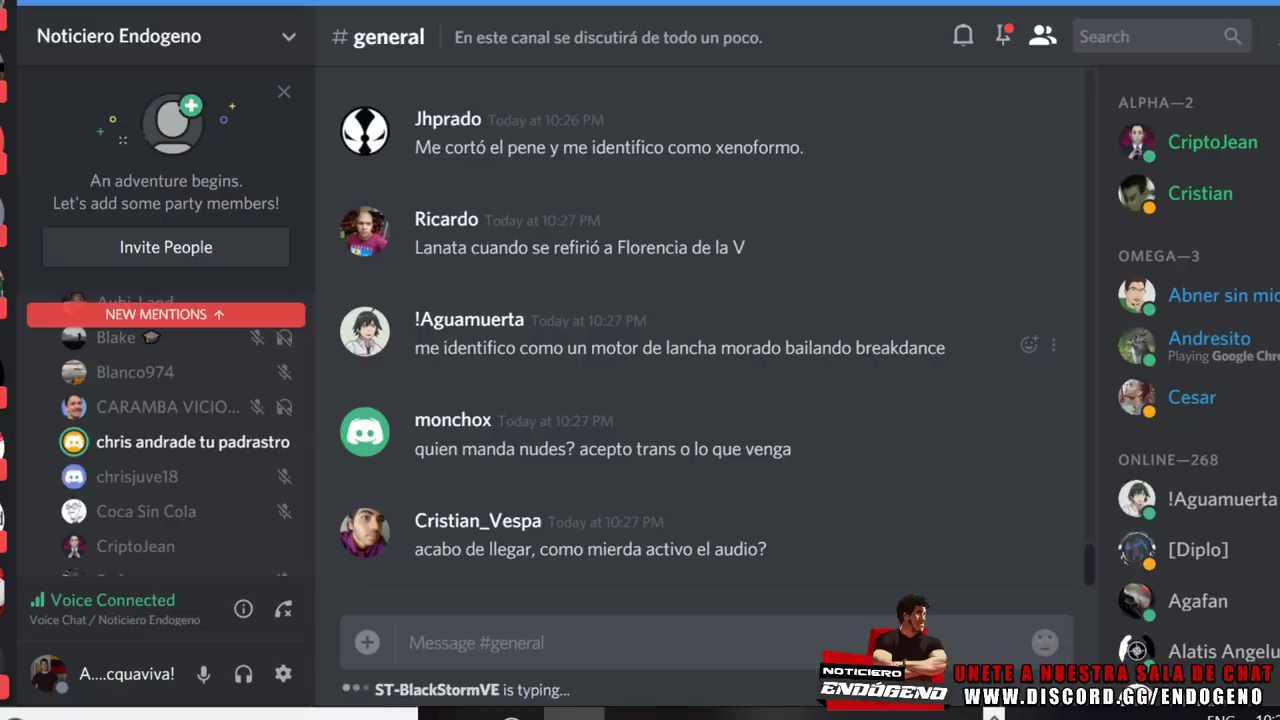 Noticiero Endogeno
# general
En este canal se discutirá de todo un poco.
Search
An adventure begins.
Let's add some party members!
Invite People
NEW MENTIONS ↑
Blake
Blanco974
CARAMBA VICIO...
chris andrade tu padrastro
chrisjuve18
Coca Sin Cola
CriptoJean
Voice Connected
Voice Chat / Noticiero Endogeno
A....cquaviva!
Jhprado Today at 10:26 PM
Me cortó el pene y me identifico como xenoformo.
Ricardo Today at 10:27 PM
Lanata cuando se refirió a Florencia de la V
!Aguamuerta Today at 10:27 PM
me identifico como un motor de lancha morado bailando breakdance
monchox Today at 10:27 PM
quien manda nudes? acepto trans o lo que venga
Cristian_Vespa Today at 10:27 PM
acabo de llegar, como mierda activo el audio?
Message #general
ST-BlackStormVE is typing...
ALPHA—2
CriptoJean
Cristian
OMEGA—3
Abner sin mi
Andresito
Playing Google Chr
Cesar
ONLINE—268
!Aguamuerta
[Diplo]
Agafan
Alatis Angelu
NOTICIERO
ENDÓGENO
UNETE A NUESTRA SALA DE CHAT
WWW.DISCORD.GG/ENDOGENO
ENG